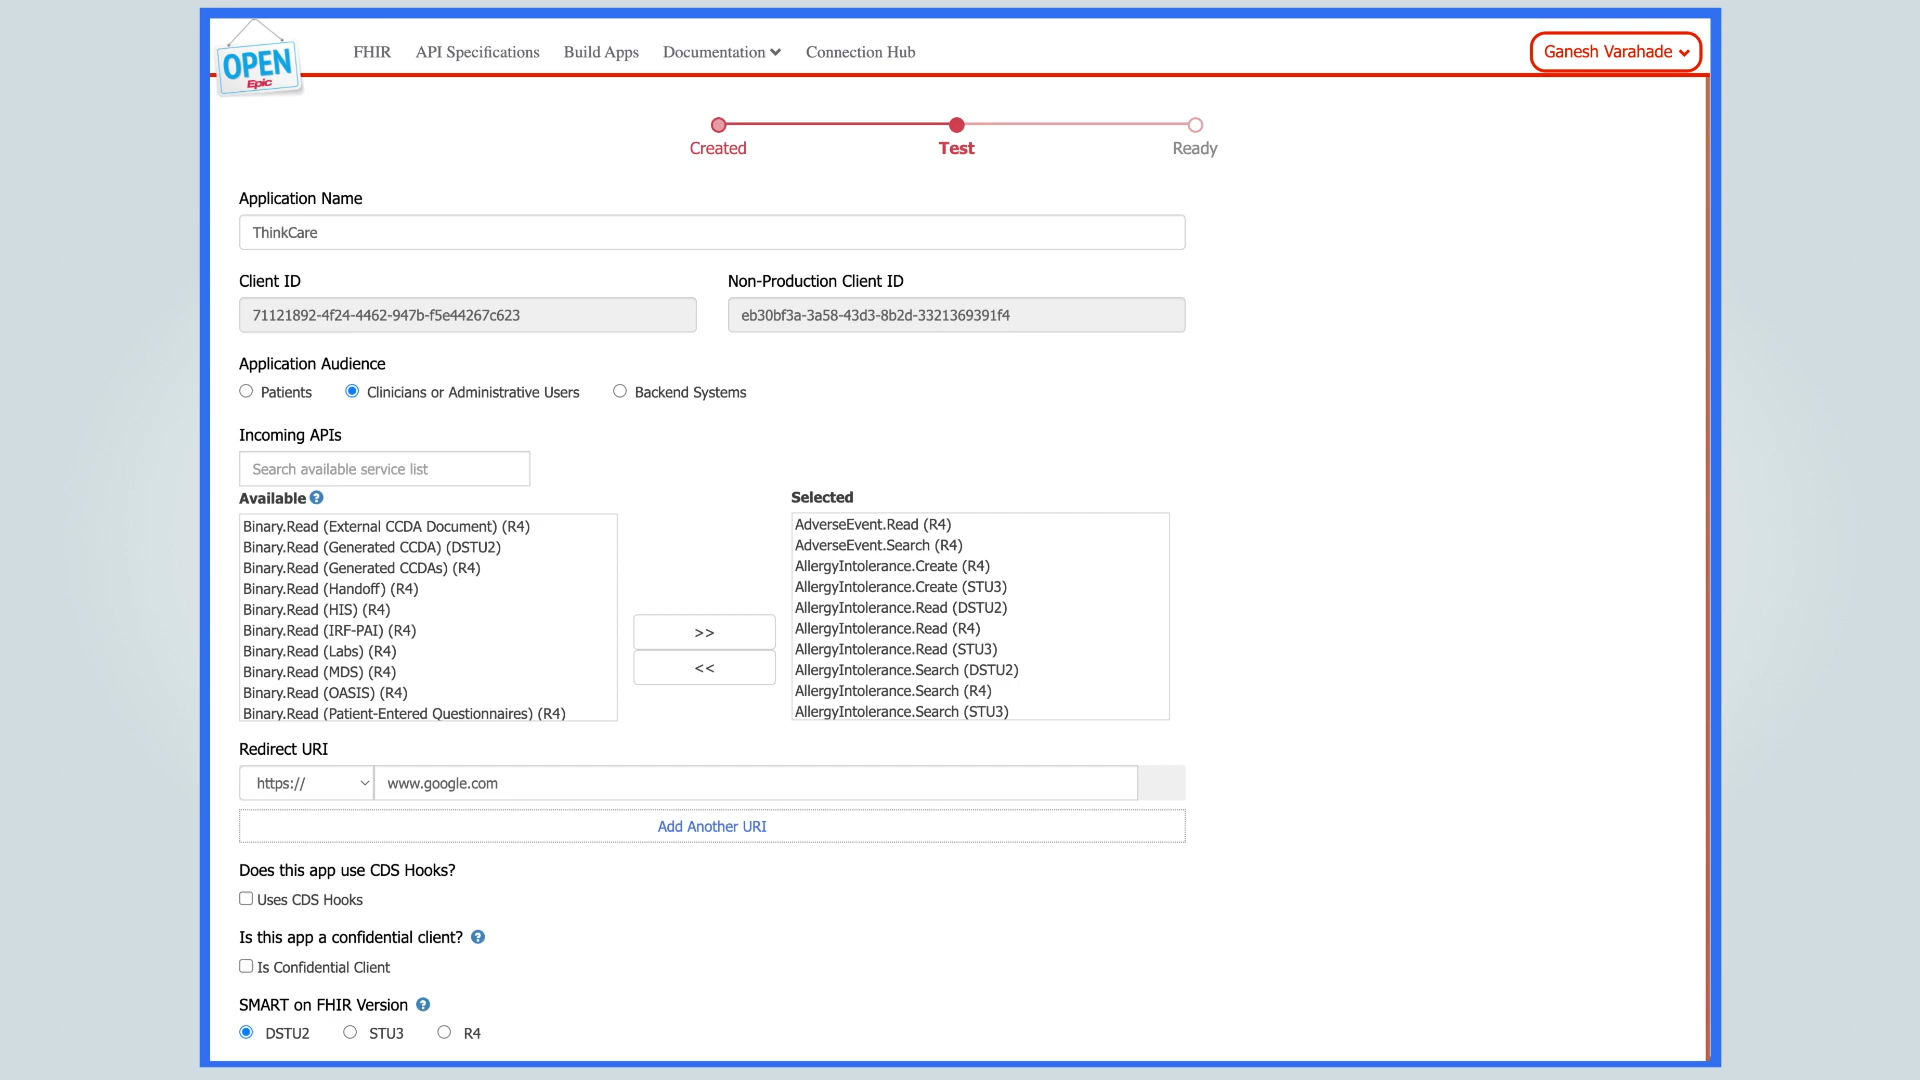 OPEN
Epic
FHIR API Specifications Build Apps Documentation Connection Hub
Ganesh Varahade
Created Test Ready
Application Name
ThinkCare
Client ID Non-Production Client ID
71121892-4f24-4462-947b-f5e44267c623 eb30bf3a-3a58-43d3-8b2d-3321369391f4
Application Audience
Patients Clinicians or Administrative Users Backend Systems
Incoming APIs
Search available service list
Available ?
Binary.Read (External CCDA Document) (R4)
Binary.Read (Generated CCDA) (DSTU2)
Binary.Read (Generated CCDAs) (R4)
Binary.Read (Handoff) (R4)
Binary.Read (HIS) (R4)
Binary.Read (IRF-PAI) (R4)
Binary.Read (Labs) (R4)
Binary.Read (MDS) (R4)
Binary.Read (OASIS) (R4)
Binary.Read (Patient-Entered Questionnaires) (R4)
>>
<<
Selected
AdverseEvent.Read (R4)
AdverseEvent.Search (R4)
AllergyIntolerance.Create (R4)
AllergyIntolerance.Create (STU3)
AllergyIntolerance.Read (DSTU2)
AllergyIntolerance.Read (R4)
AllergyIntolerance.Read (STU3)
AllergyIntolerance.Search (DSTU2)
AllergyIntolerance.Search (R4)
AllergyIntolerance.Search (STU3)
Redirect URI
https:// www.google.com
Add Another URI
Does this app use CDS Hooks?
Uses CDS Hooks
Is this app a confidential client? ?
Is Confidential Client
SMART on FHIR Version ?
DSTU2 STU3 R4